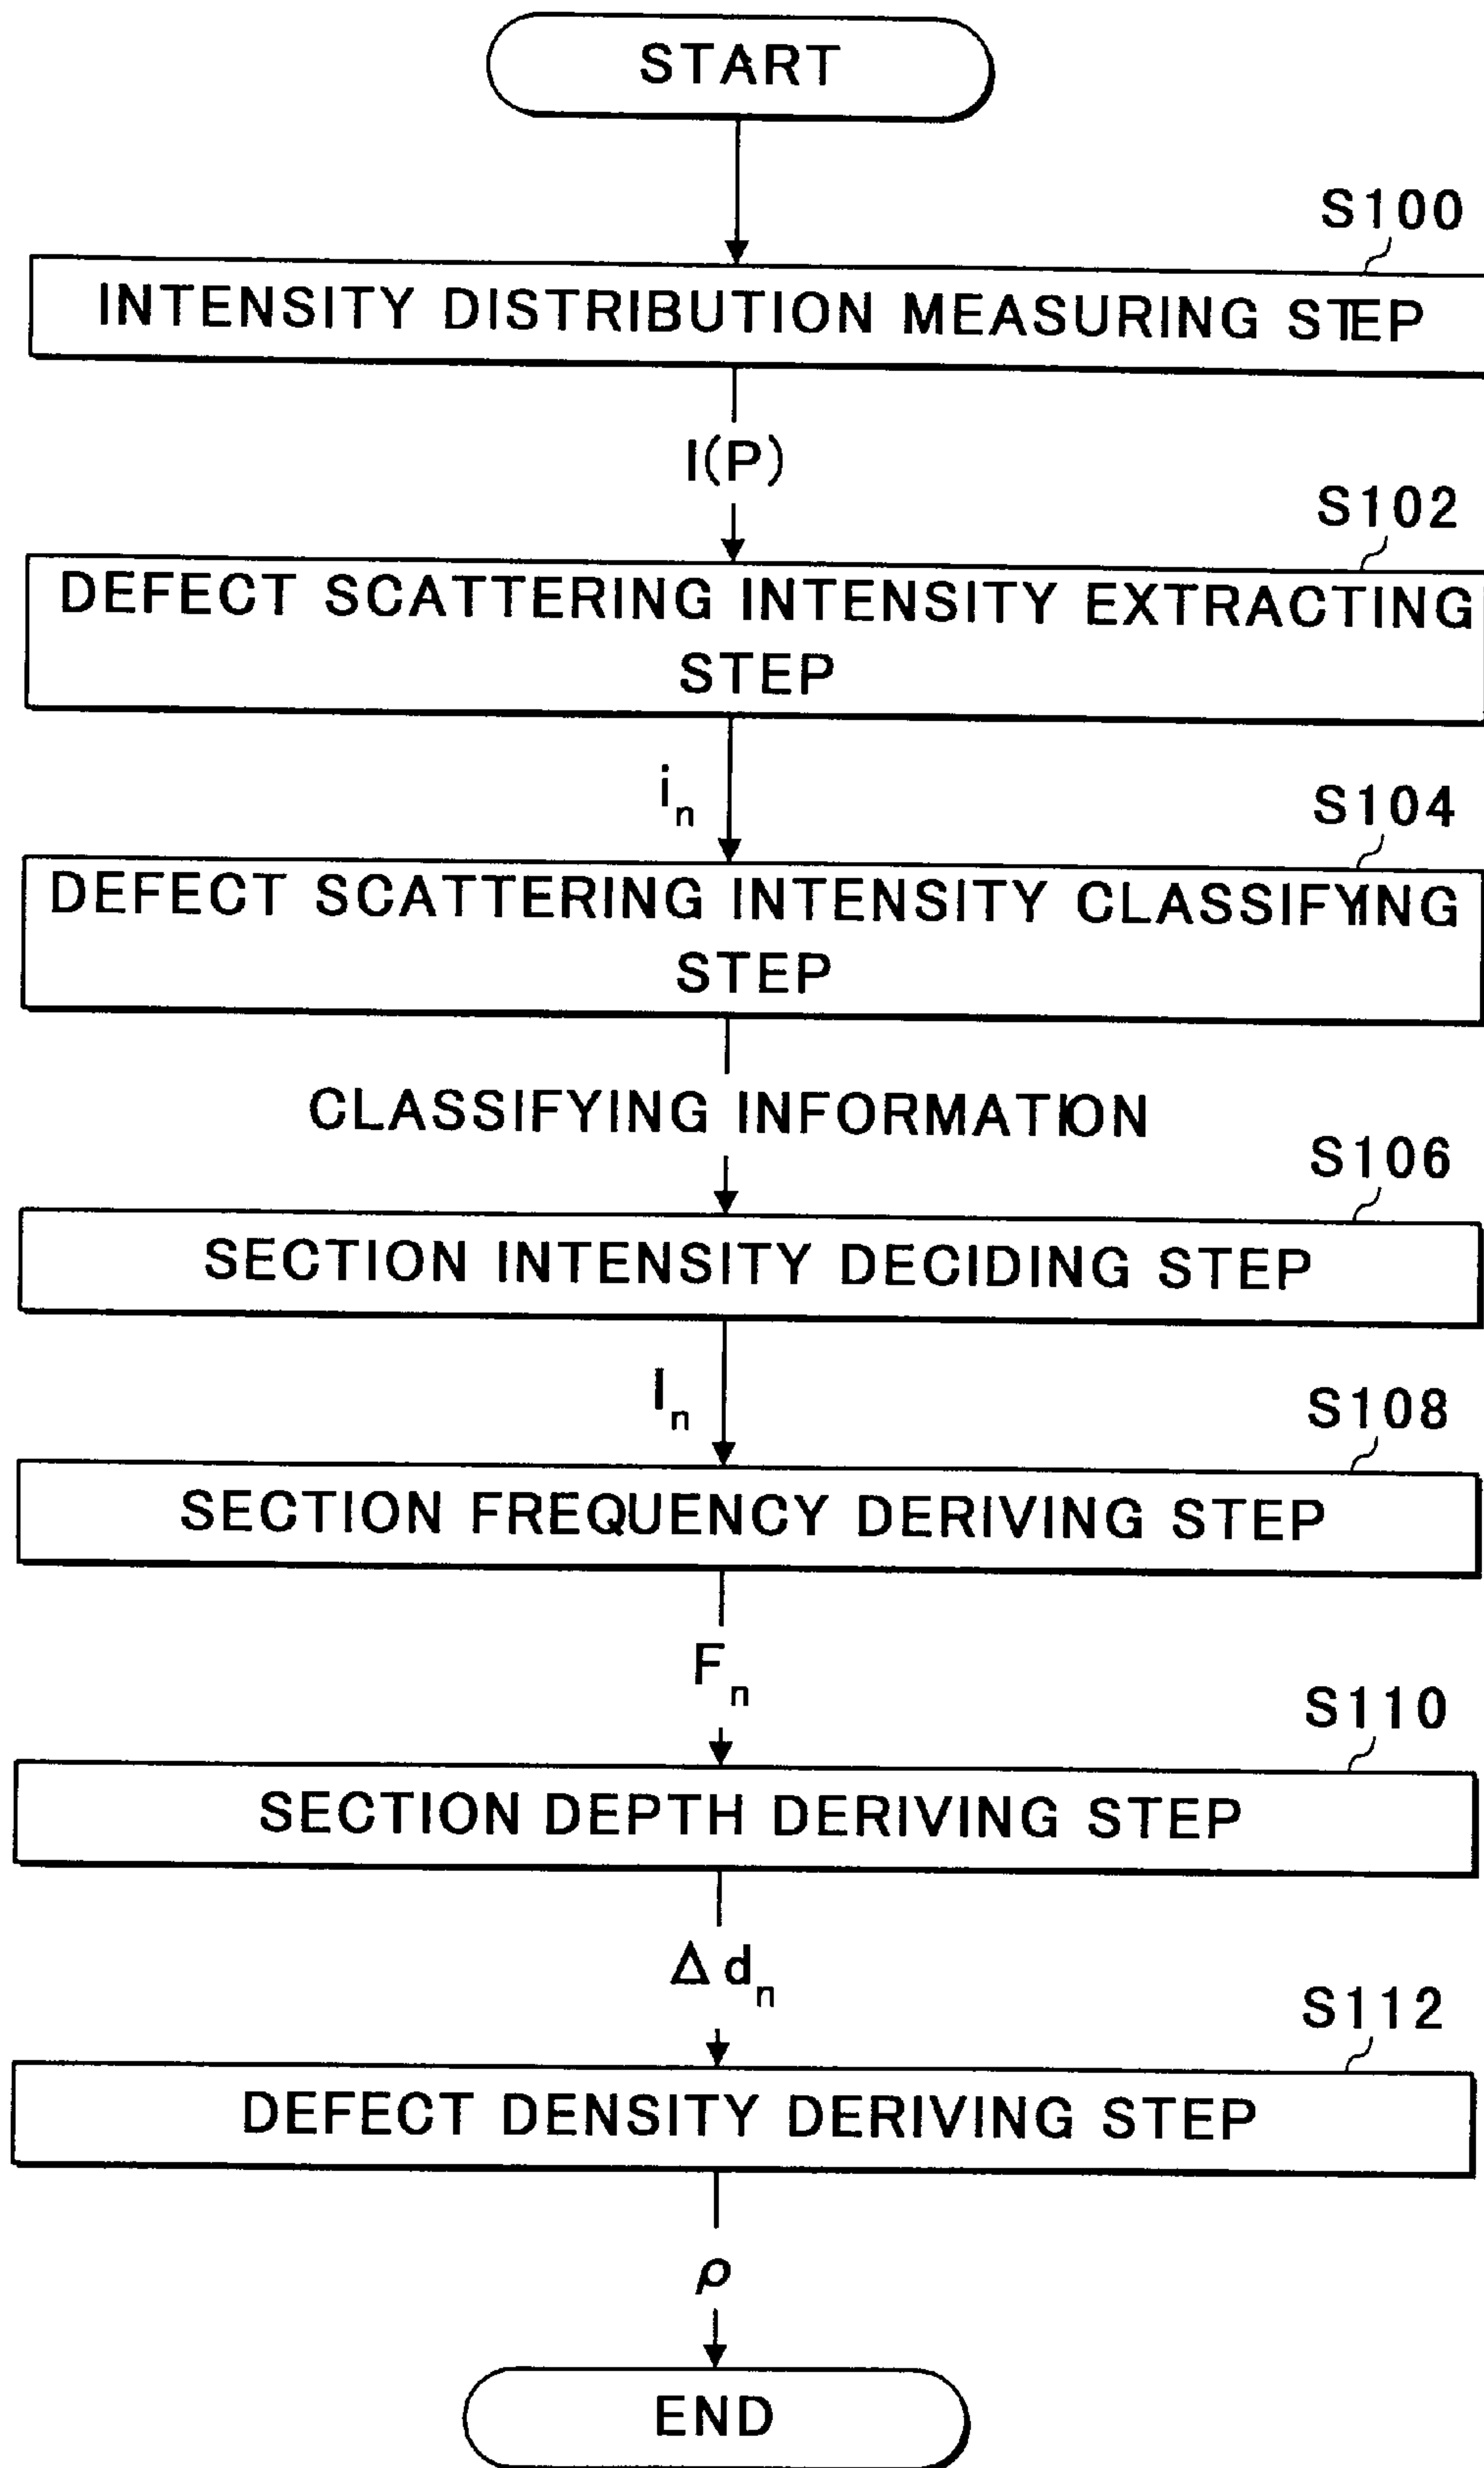 START
S100
INTENSITY DISTRIBUTION MEASURING STEP
I(P)
S102
DEFECT SCATTERING INTENSITY EXTRACTING
STEP
iₙ
S104
DEFECT SCATTERING INTENSITY CLASSIFYING
STEP
CLASSIFYING INFORMATION
S106
SECTION INTENSITY DECIDING STEP
Iₙ
S108
SECTION FREQUENCY DERIVING STEP
Fₙ
S110
SECTION DEPTH DERIVING STEP
Δdₙ
S112
DEFECT DENSITY DERIVING STEP
ρ
END